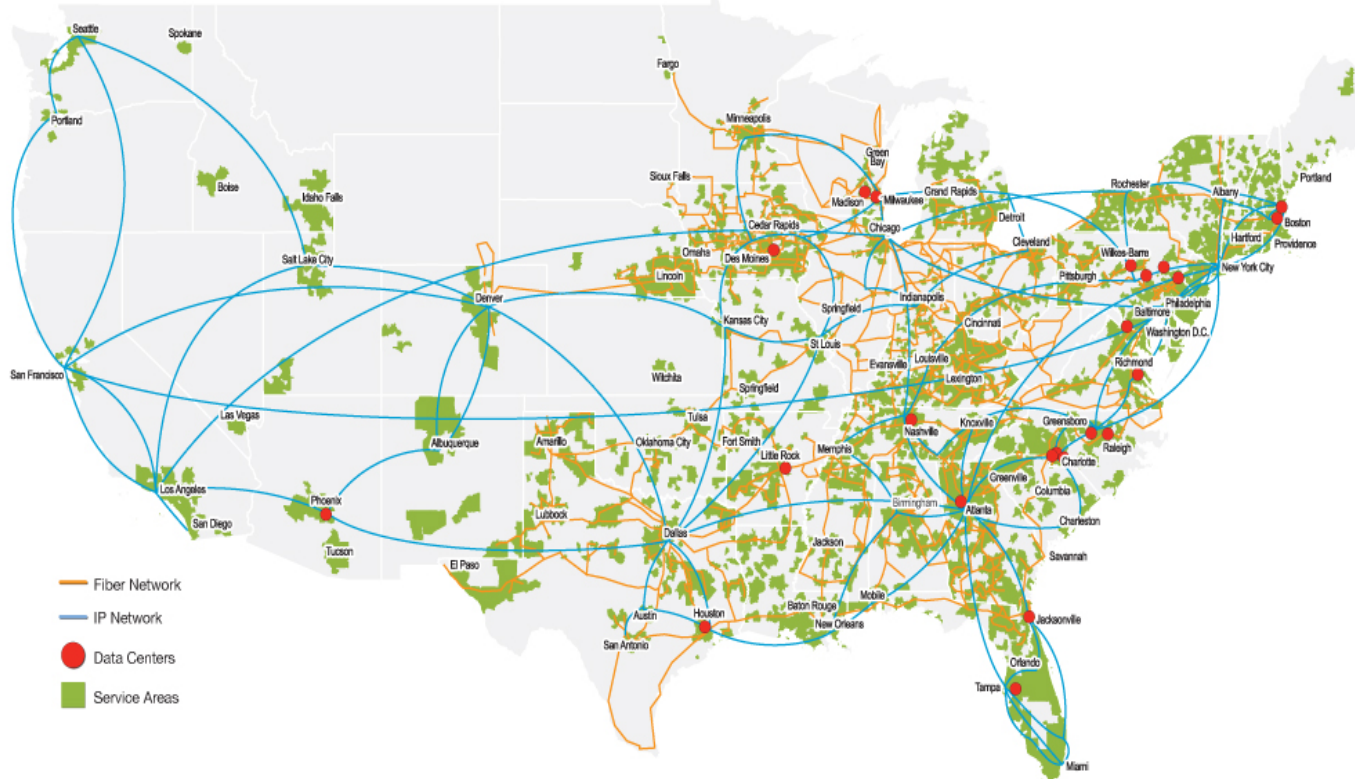 Seattle
Spokane
Fargo
Portland
Minneapolis
Green
Bay
Sioux Falls
Boise
Idaho Falls
Madison
Milwaukee
Grand Rapids
Rochester
Albany
Portland
Detroit
Boston
Cedar Rapids
Chicago
Cleveland
Hartford
Providence
Salt Lake City
Omaha
Des Moines
Wilkes-Barre
New York City
Lincoln
Pittsburgh
Denver
Indianapolis
Philadelphia
Springfield
Baltimore
Kansas City
Cincinnati
Washington D.C.
St Louis
Evansville
Louisville
Richmond
San Francisco
Witchita
Springfield
Lexington
Las Vegas
Tulsa
Albuquerque
Amarillo
Oklahoma City
Fort Smith
Memphis
Nashville
Knoxville
Greensboro
Raleigh
Little Rock
Charlotte
Los Angeles
Greenville
Columbia
Phoenix
Birmingham
Atlanta
San Diego
Lubbock
Charleston
Dallas
Jackson
Tucson
Savannah
El Paso
Fiber Network
Mobile
Baton Rouge
Austin
Houston
New Orleans
Jacksonville
IP Network
San Antonio
Data Centers
Orlando
Tampa
Service Areas
Miami